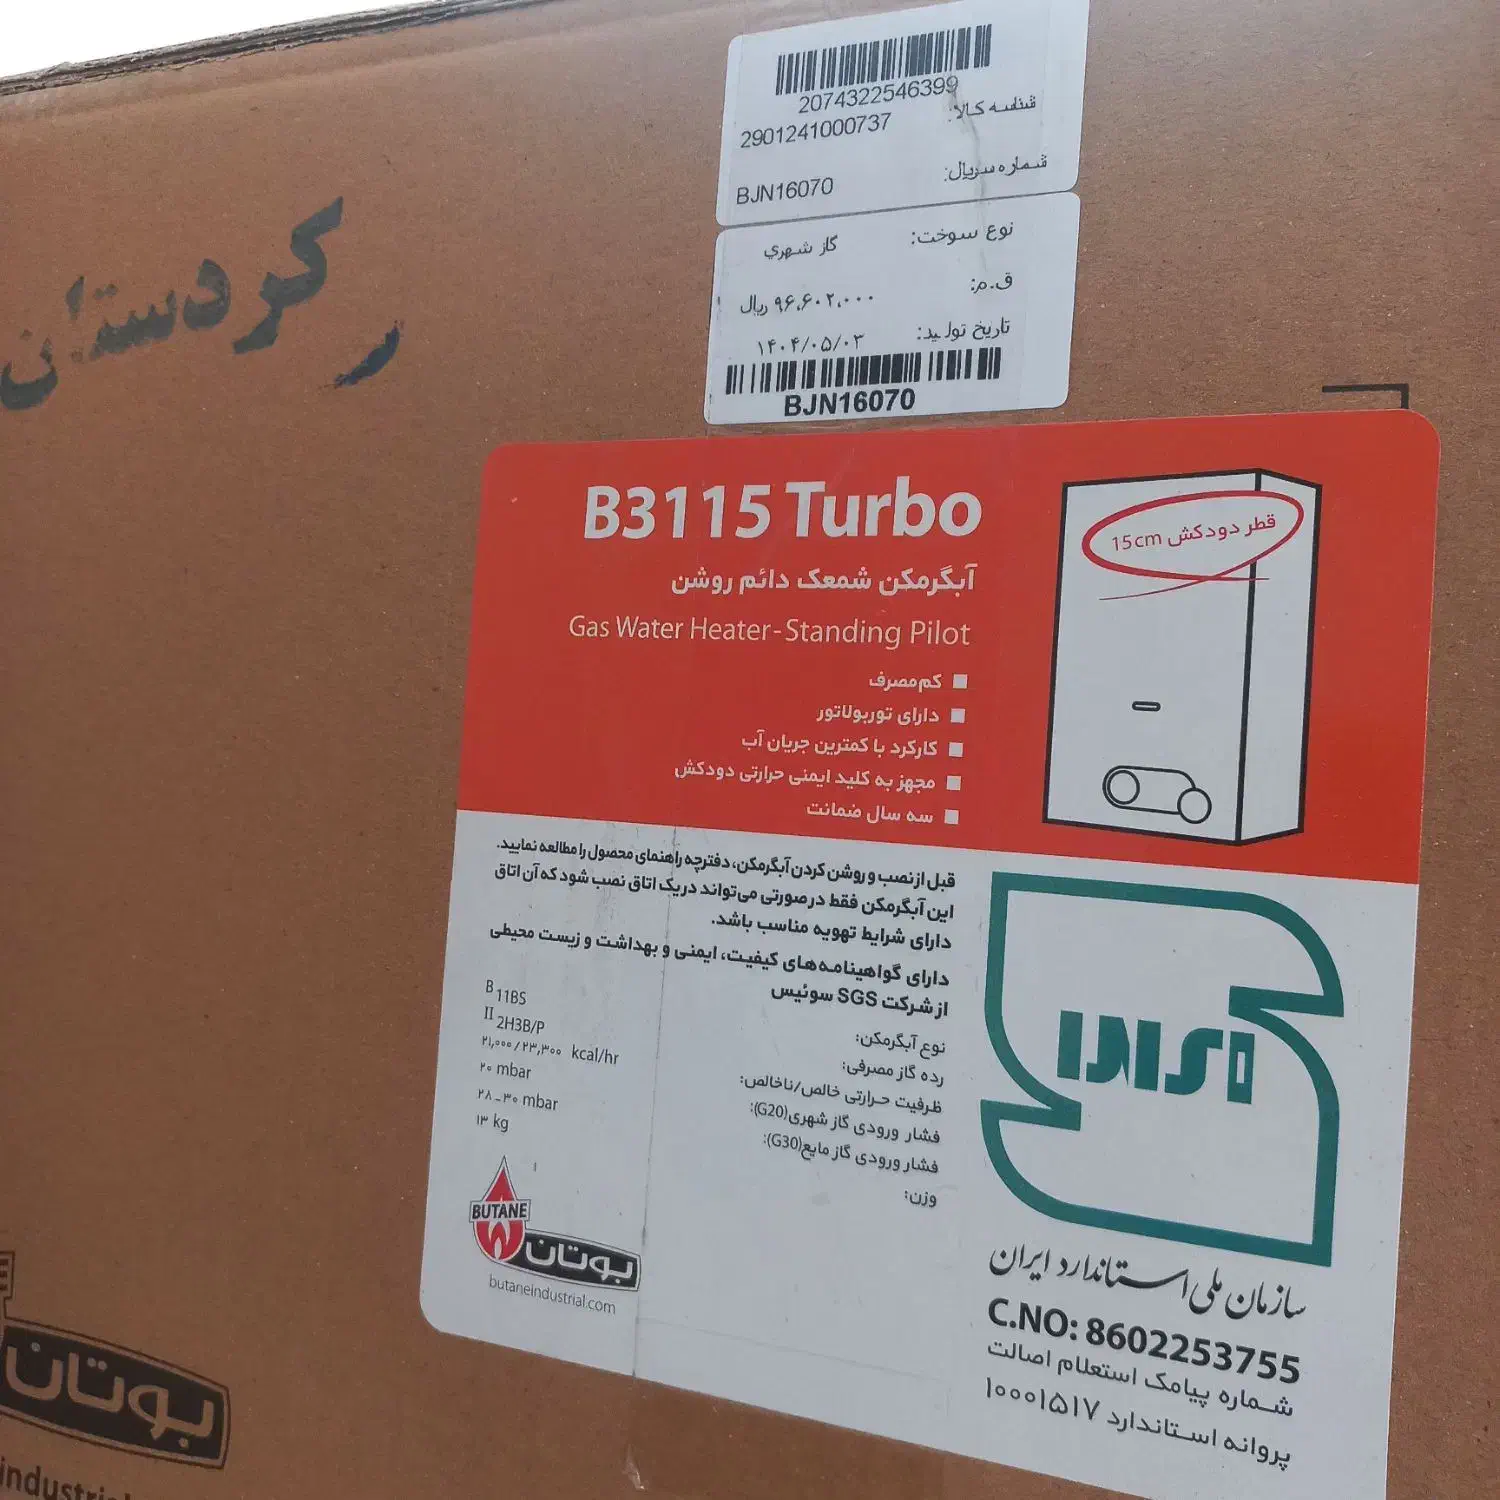 2074322546399
شناسه کالا:
2901241000737
شماره سریال:
BJN16070
نوع سوخت: گاز شهري
ق.م: ۹۶،۶۰۲،۰۰۰ ریال
تاریخ تولید: ۱۴۰۴/۰۵/۰۳
BJN16070
کردستان
B3115 Turbo
آبگرمکن شمعک دائم روشن
Gas Water Heater-Standing Pilot
کم‌مصرف
دارای توربولاتور
کارکرد با کمترین جریان آب
مجهز به کلید ایمنی حرارتی دودکش
سه سال ضمانت
قطر دودکش 15cm
قبل از نصب و روشن کردن آبگرمکن، دفترچه راهنمای محصول را مطالعه نمایید.
این آبگرمکن فقط در صورتی می‌تواند در یک اتاق نصب شود که آن اتاق
دارای شرایط تهویه مناسب باشد.
دارای گواهینامه‌های کیفیت، ایمنی و بهداشت و زیست محیطی
از شرکت SGS سوئیس
نوع آبگرمکن: B 11BS
رده گاز مصرفی: II 2H3B/P
ظرفیت حرارتی خالص/ناخالص: ۲۱,۰۰۰ / ۲۳,۳۰۰ kcal/hr
فشار ورودی گاز شهری(G20): ۲۰ mbar
فشار ورودی گاز مایع(G30): ۲۸ - ۳۰ mbar
وزن: ۱۳ kg
BUTANE
بوتان
butaneindustrial.com
سازمان ملی استاندارد ایران
C.NO: 8602253755
شماره پیامک استعلام اصالت
پروانه استاندارد ۱۰۰۰۱۵۱۷
بوتان